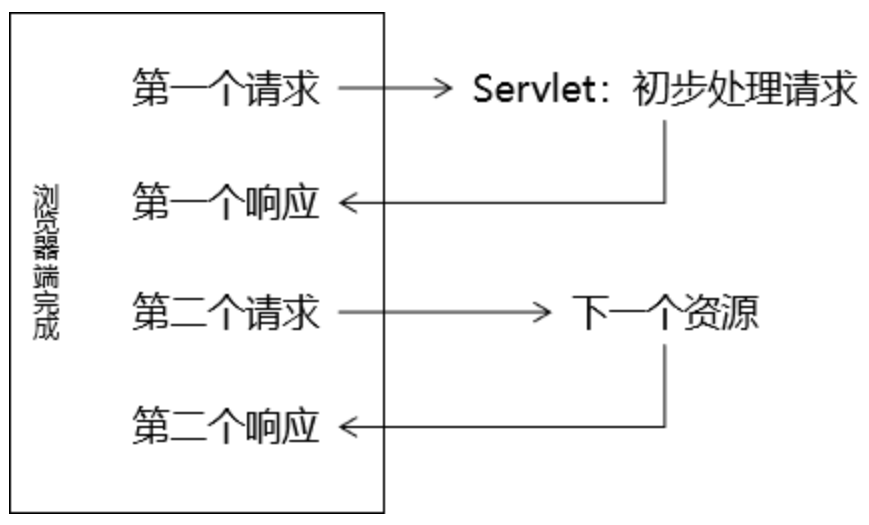 第一个请求
Servlet：初步处理请求
浏览器端完成
第一个响应
第二个请求
下一个资源
第二个响应